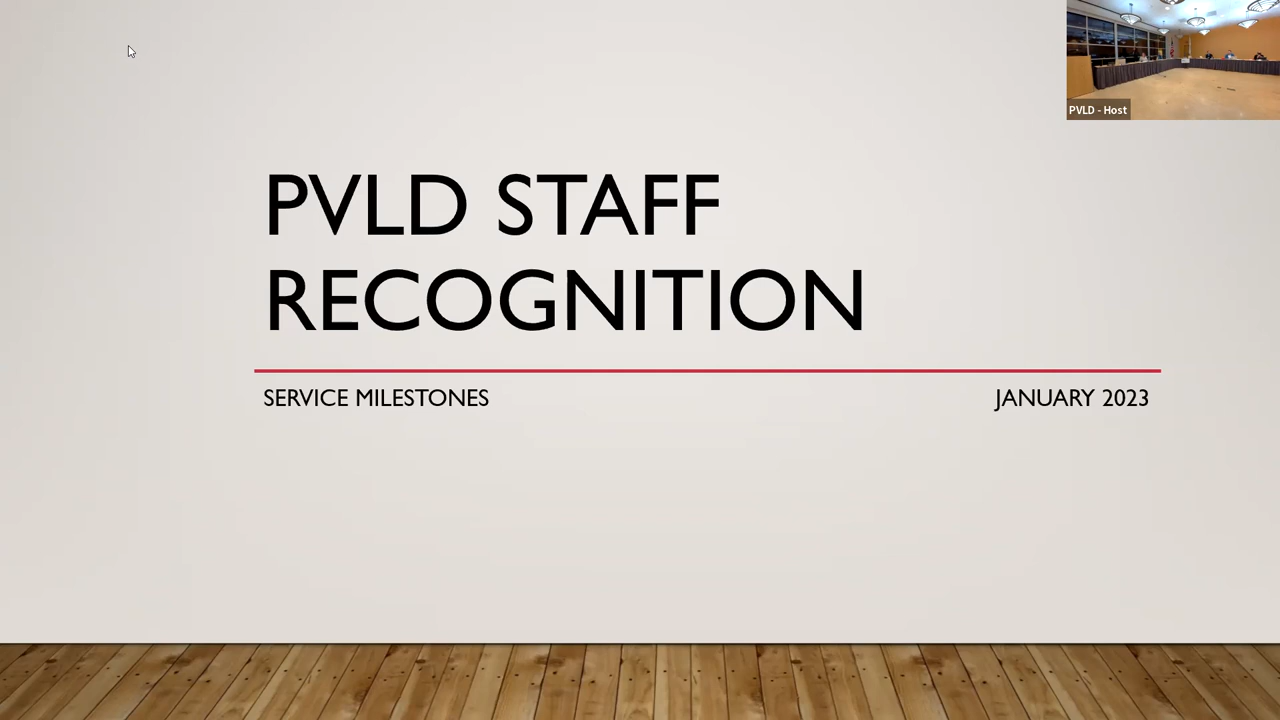 PVLD - Host
PVLD STAFF
RECOGNITION
SERVICE MILESTONES
JANUARY 2023